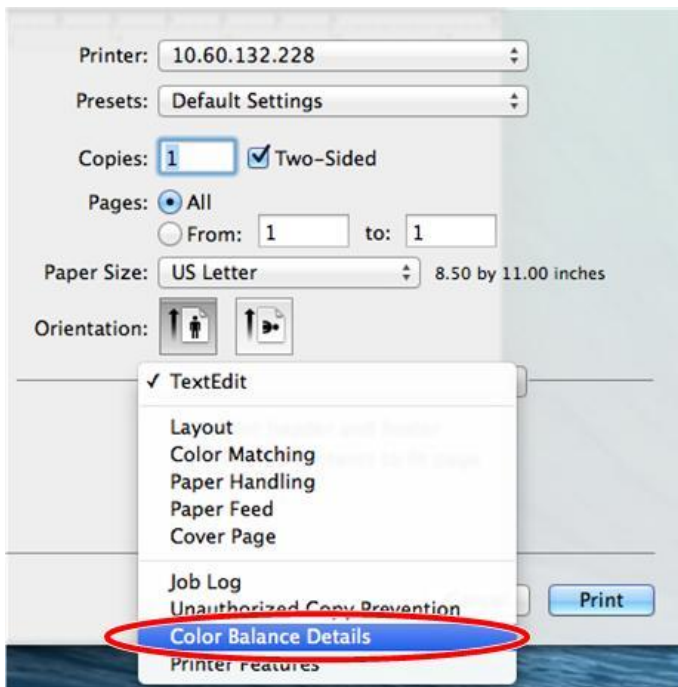 Printer: 10.60.132.228
Presets: Default Settings
Copies: 1 Two-Sided
Pages: All
From: 1 to: 1
Paper Size: US Letter 8.50 by 11.00 inches
Orientation:
✓ TextEdit
Layout
Color Matching
Paper Handling
Paper Feed
Cover Page
Job Log
Unauthorized Copy Prevention
Print
Color Balance Details
Printer Features